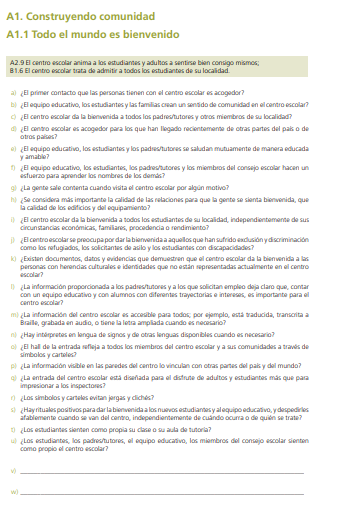 A1. Construyendo comunidad
A1.1 Todo el mundo es bienvenido
A2.9 El centro escolar anima a los estudiantes y adultos a sentirse bien consigo mismos;
B1.6 El centro escolar trata de admitir a todos los estudiantes de su localidad.
a) ¿El primer contacto que las personas tienen con el centro escolar es acogedor?
b) ¿El equipo educativo, los estudiantes y las familias crean un sentido de comunidad en el centro escolar?
c) ¿El centro escolar da la bienvenida a todos los padres/tutores y otros miembros de su localidad?
d) ¿El centro escolar es acogedor para los que han llegado recientemente de otras partes del país o de
otros países?
e) ¿El equipo educativo, los estudiantes y los padres/tutores se saludan mutuamente de manera educada
y amable?
f) ¿El equipo educativo, los estudiantes, los padres/tutores y los miembros del consejo escolar hacen un
esfuerzo para aprender los nombres de los demás?
g) ¿La gente sale contenta cuando visita el centro escolar por algún motivo?
h) ¿Se considera más importante la calidad de las relaciones para que la gente se sienta bienvenida, que
la calidad de los edificios y del equipamiento?
i) ¿El centro escolar da la bienvenida a todos los estudiantes de su localidad, independientemente de sus
circunstancias económicas, familiares, procedencia o rendimiento?
j) ¿El centro escolar se preocupa por dar la bienvenida a aquellos que han sufrido exclusión y discriminación
como los refugiados, los solicitantes de asilo y los estudiantes con discapacidades?
k) ¿Existen documentos, datos y evidencias que demuestren que el centro escolar da la bienvenida a las
personas con herencias culturales e identidades que no están representadas actualmente en el centro
escolar?
l) ¿La información proporcionada a los padres/tutores y a los que solicitan empleo deja claro que, contar
con un equipo educativo y con alumnos con diferentes trayectorias e intereses, es importante para el
centro escolar?
m) ¿La información del centro escolar es accesible para todos; por ejemplo, está traducida, transcrita a
Braille, grabada en audio, o tiene la letra ampliada cuando es necesario?
n) ¿Hay intérpretes en lengua de signos y de otras lenguas disponibles cuando es necesario?
o) ¿El hall de la entrada refleja a todos los miembros del centro escolar y a sus comunidades a través de
símbolos y carteles?
p) ¿La información visible en las paredes del centro lo vinculan con otras partes del país y del mundo?
q) ¿La entrada del centro escolar está diseñada para el disfrute de adultos y estudiantes más que para
impresionar a los inspectores?
r) ¿Los símbolos y carteles evitan jergas y clichés?
s) ¿Hay rituales positivos para dar la bienvenida a los nuevos estudiantes y al equipo educativo, y despedirles
afablemente cuando se van del centro, independientemente de cuándo ocurra o de quién se trate?
t) ¿Los estudiantes sienten como propia su clase o su aula de tutoría?
u) ¿Los estudiantes, los padres/tutores, el equipo educativo, los miembros del consejo escolar sienten
como propio el centro escolar?
v)
w)